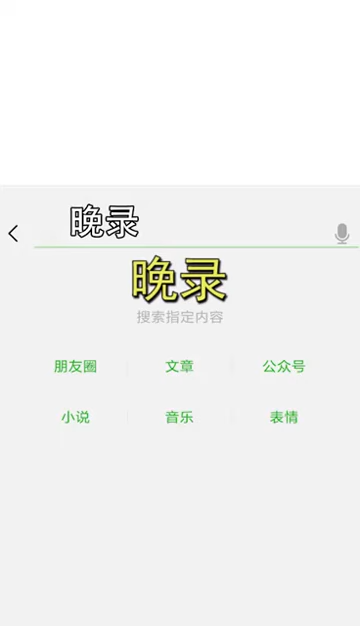 晚录
晚录
搜索指定内容
朋友圈 文章 公众号
小说 音乐 表情